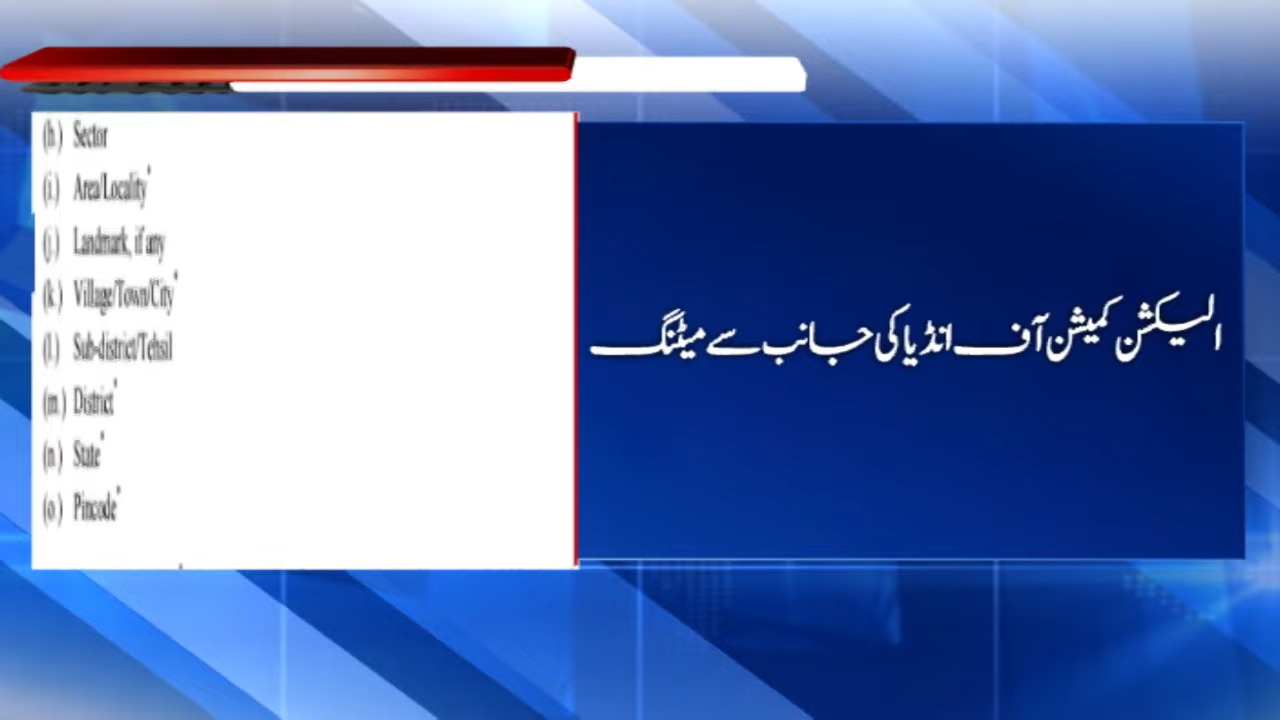 (h) Sector
(i) Area/Locality*
(j) Landmark, if any
(k) Village/Town/City*
(l) Sub-district/Tehsil
(m) District*
(n) State*
(o) Pincode*
الیکشن کمیشن آف انڈیا کی جانب سے میٹنگ